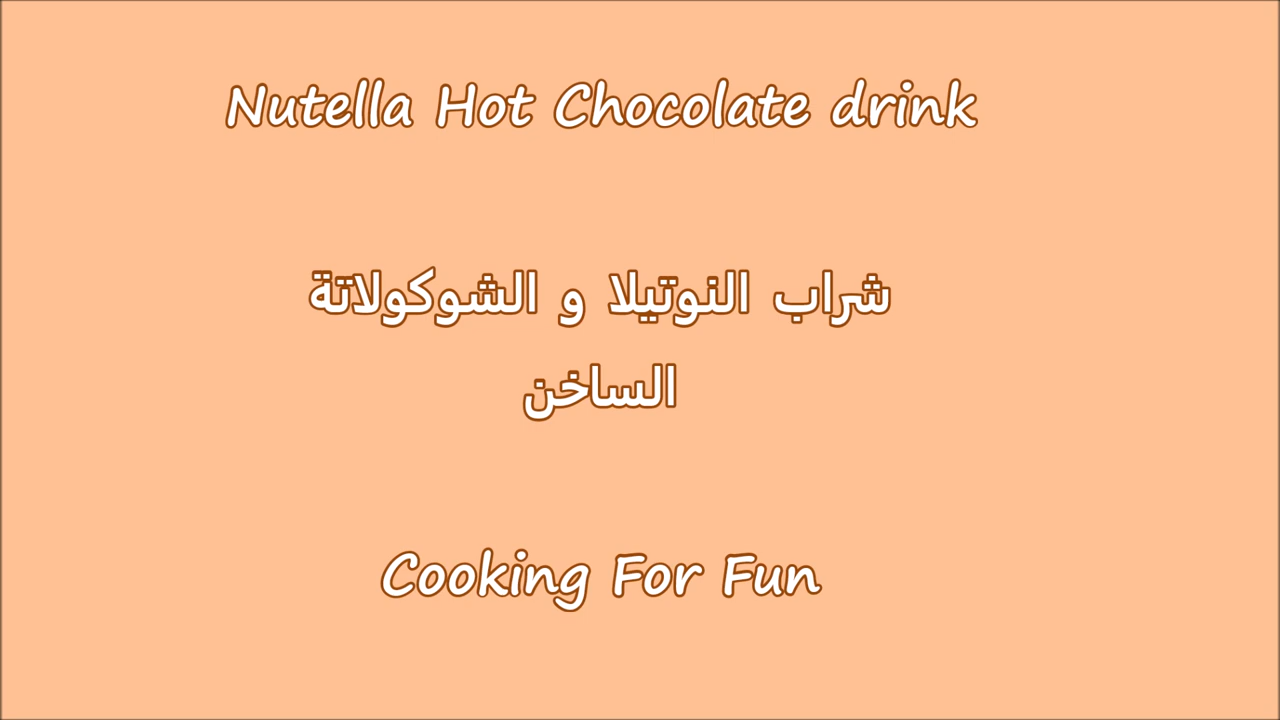 Nutella Hot Chocolate drink
شراب النوتيلا و الشوكولاتة
الساخن
Cooking For Fun